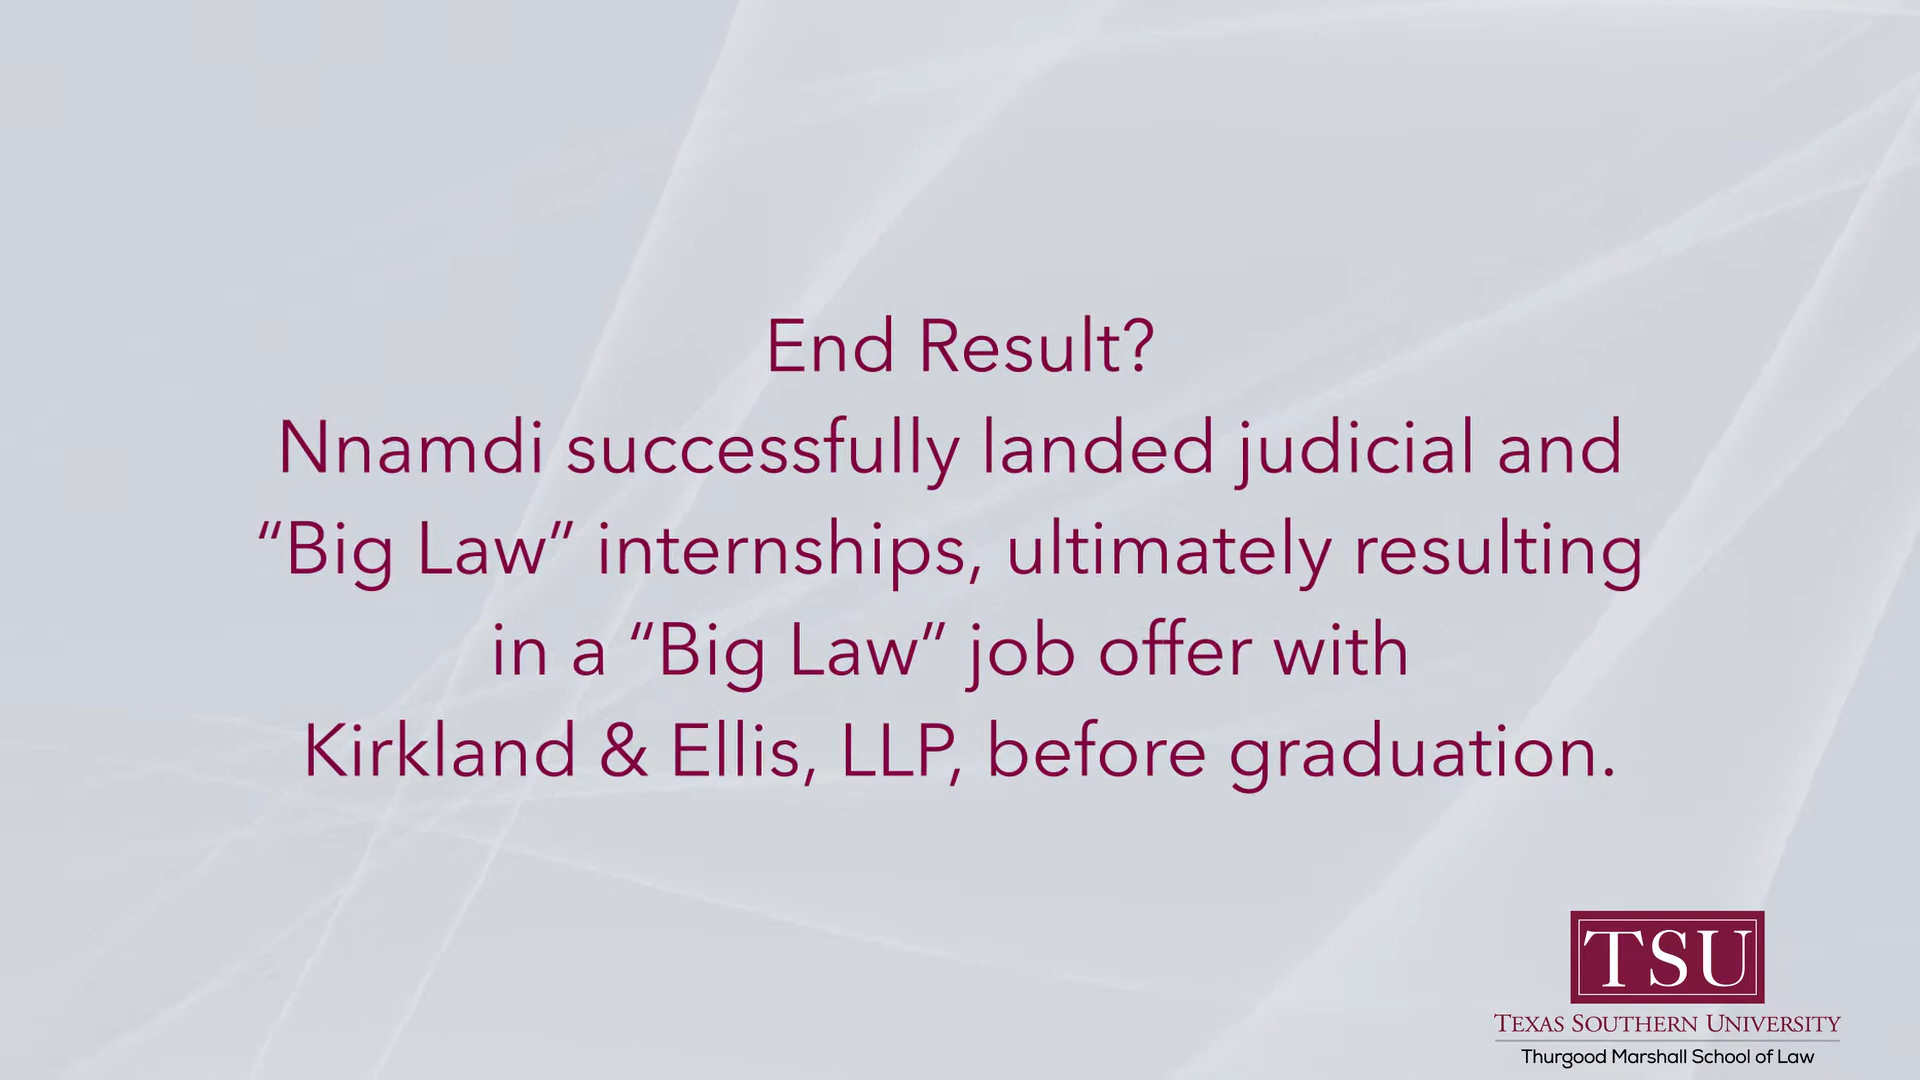 End Result?
Nnamdi successfully landed judicial and
“Big Law” internships, ultimately resulting
in a “Big Law” job offer with
Kirkland & Ellis, LLP, before graduation.
TSU
TEXAS SOUTHERN UNIVERSITY
Thurgood Marshall School of Law